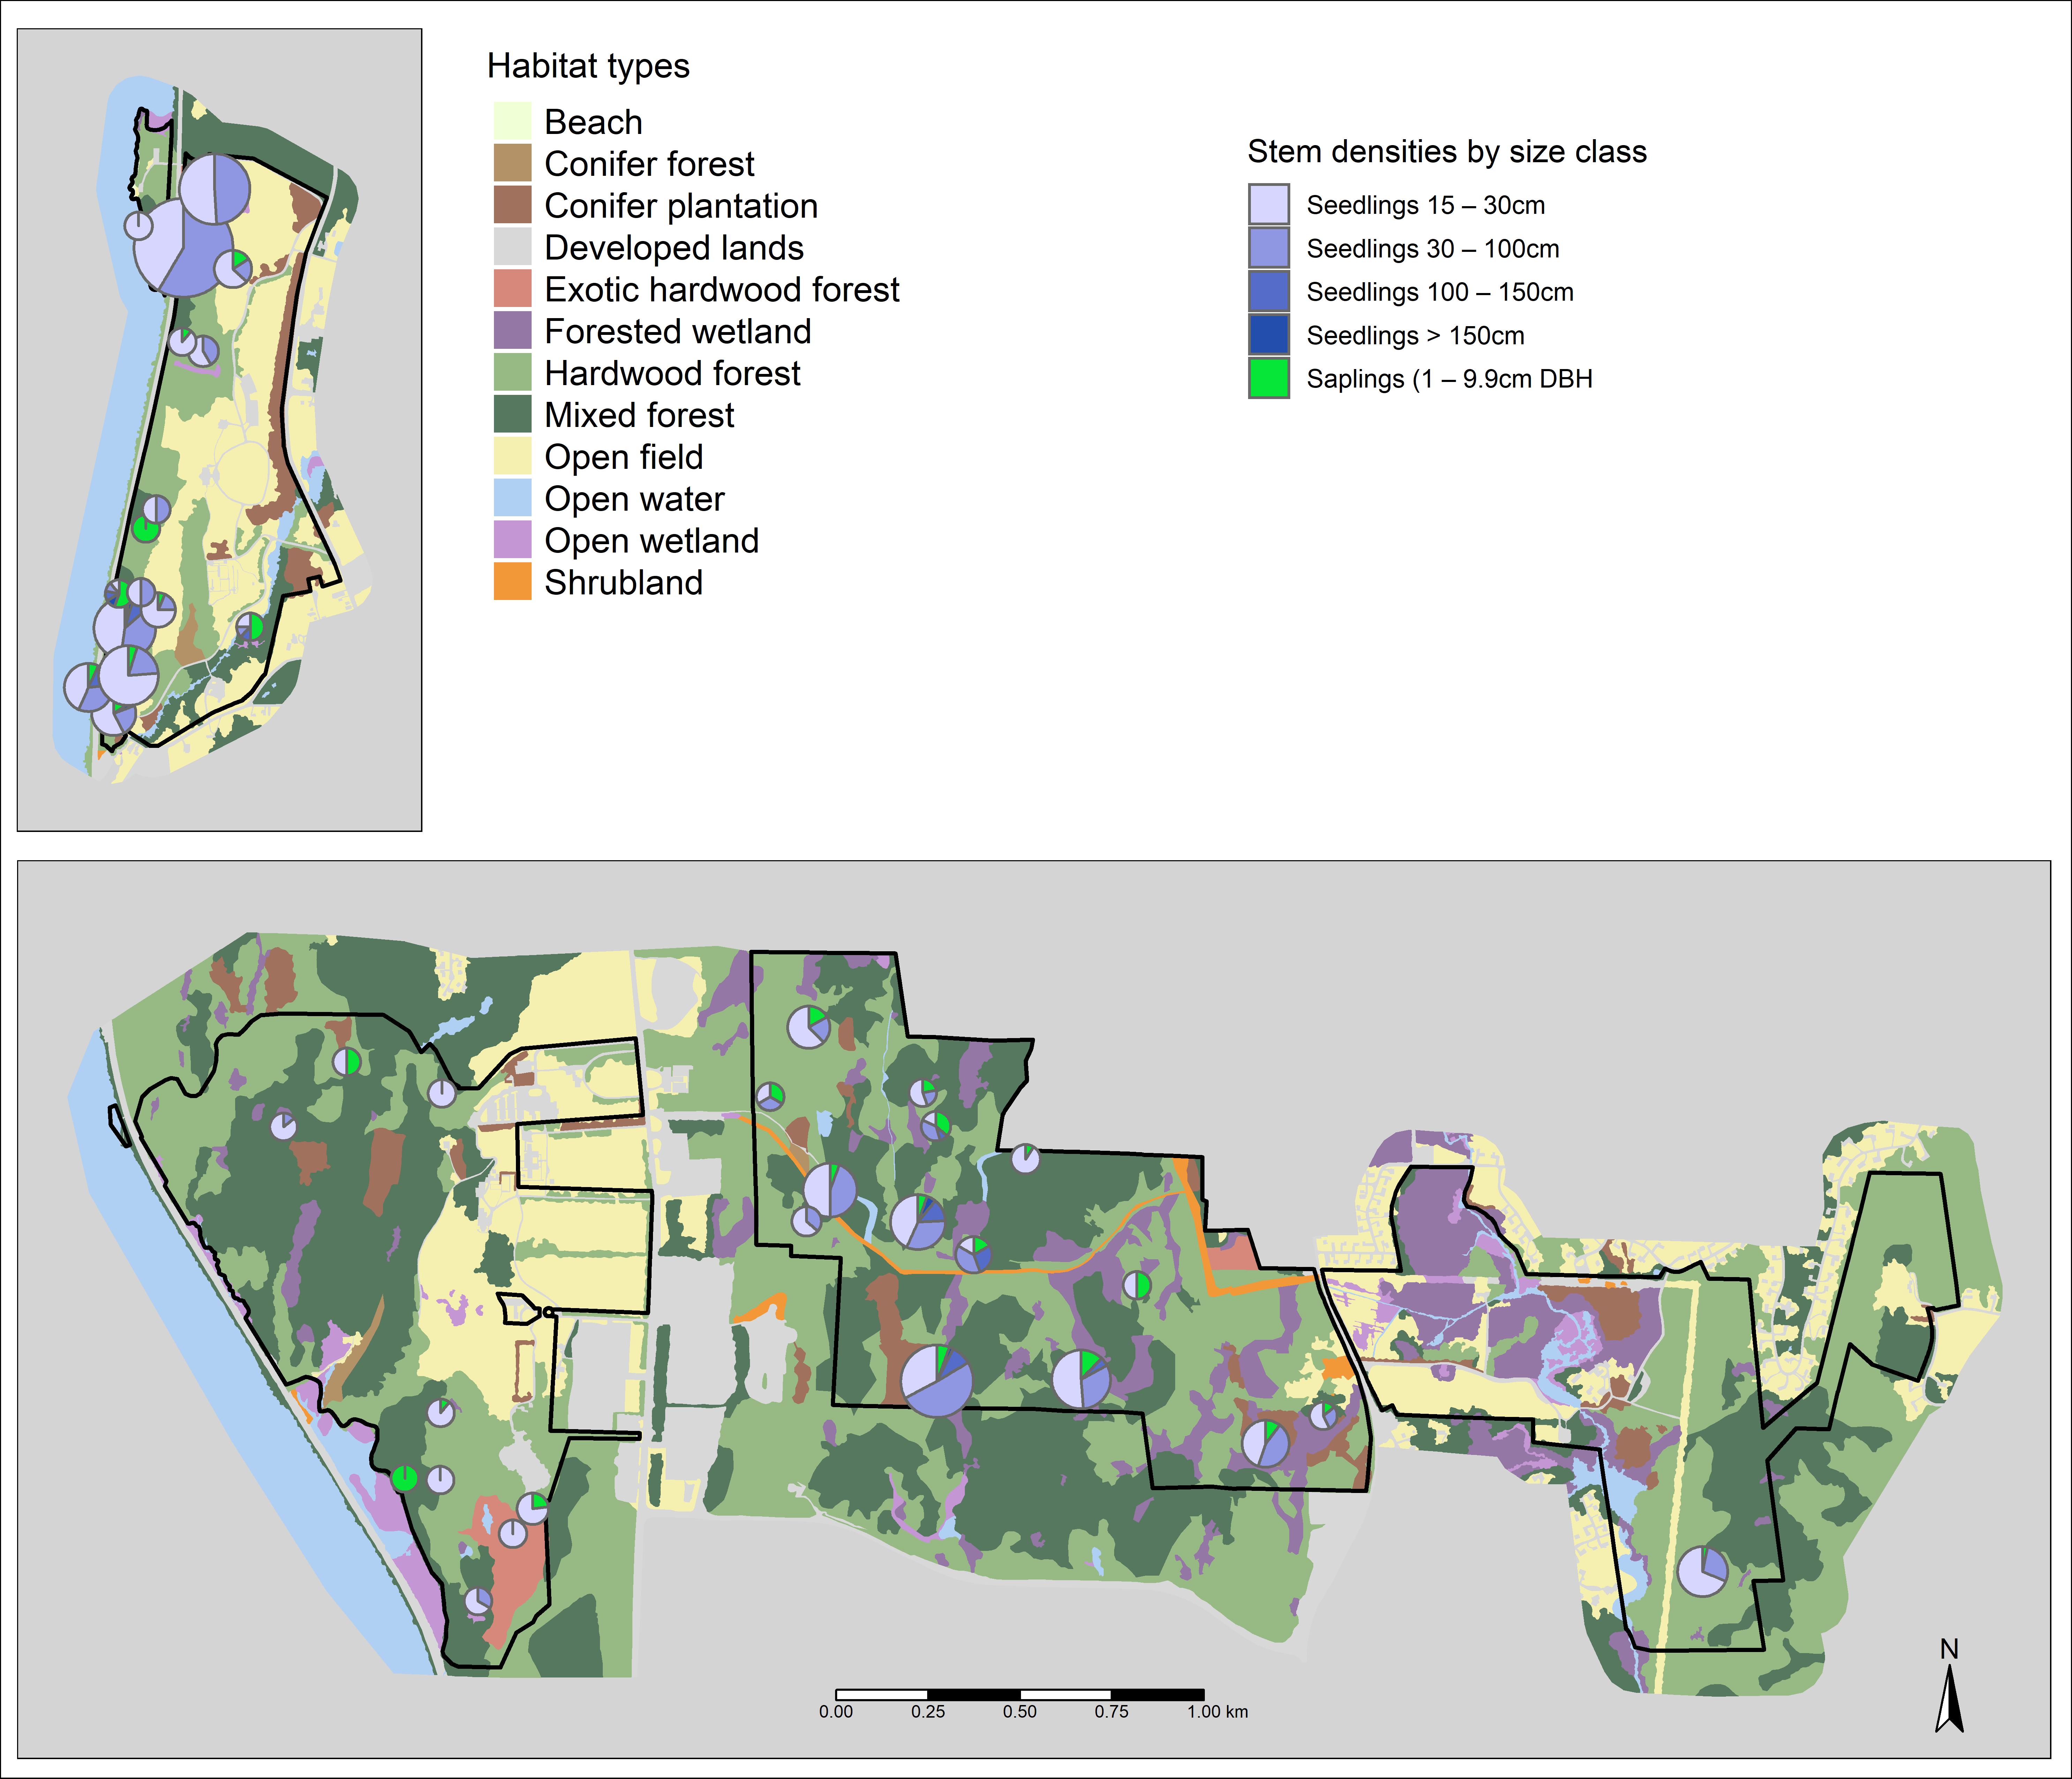 Habitat types
Beach
Conifer forest
Conifer plantation
Developed lands
Exotic hardwood forest
Forested wetland
Hardwood forest
Mixed forest
Open field
Open water
Open wetland
Shrubland
Stem densities by size class
Seedlings 15 – 30cm
Seedlings 30 – 100cm
Seedlings 100 – 150cm
Seedlings > 150cm
Saplings (1 – 9.9cm DBH
N
0.00 0.25 0.50 0.75 1.00 km